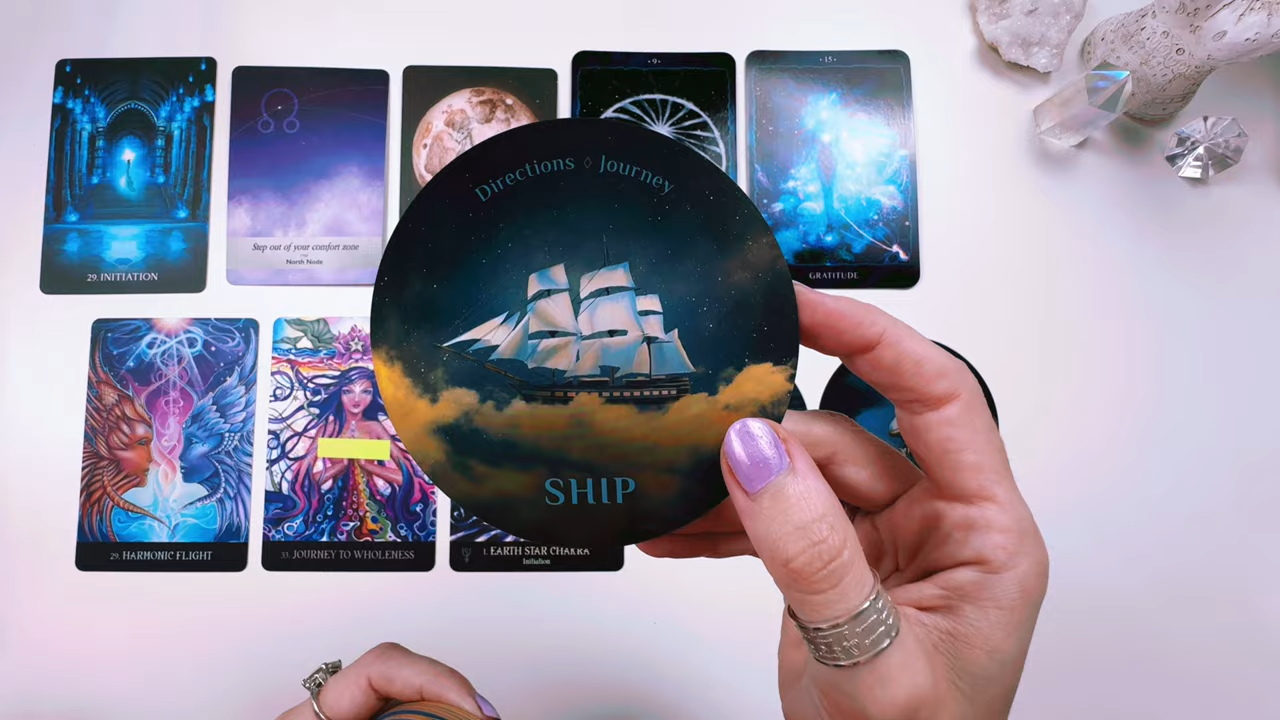 29. INITIATION
Step out of your comfort zone
North Node
• 9 •
• 15 •
GRATITUDE
Directions ◊ Journey
SHIP
29. HARMONIC FLIGHT
33. JOURNEY TO WHOLENESS
1. EARTH STAR CHAKRA
Initiation